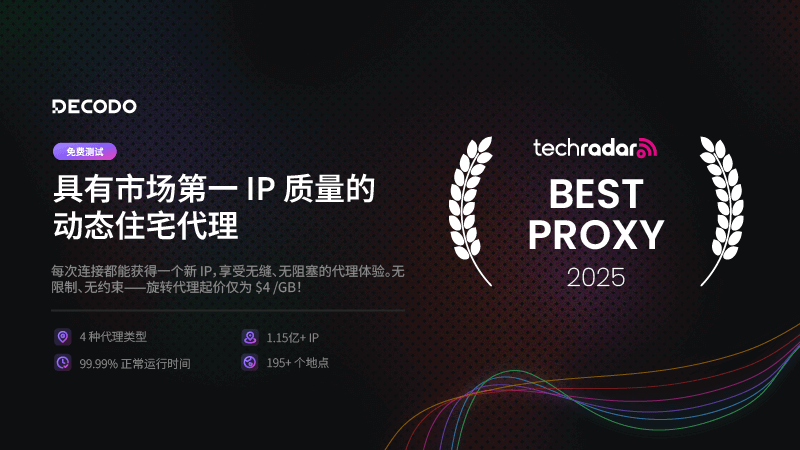 DECODO
免费测试
具有市场第一 IP 质量的
动态住宅代理
每次连接都能获得一个新 IP，享受无缝、无阻塞的代理体验。无
限制、无约束——旋转代理起价仅为 $4 /GB！
4 种代理类型
1.15亿+ IP
99.99% 正常运行时间
195+ 个地点
techradar
BEST
PROXY
2025